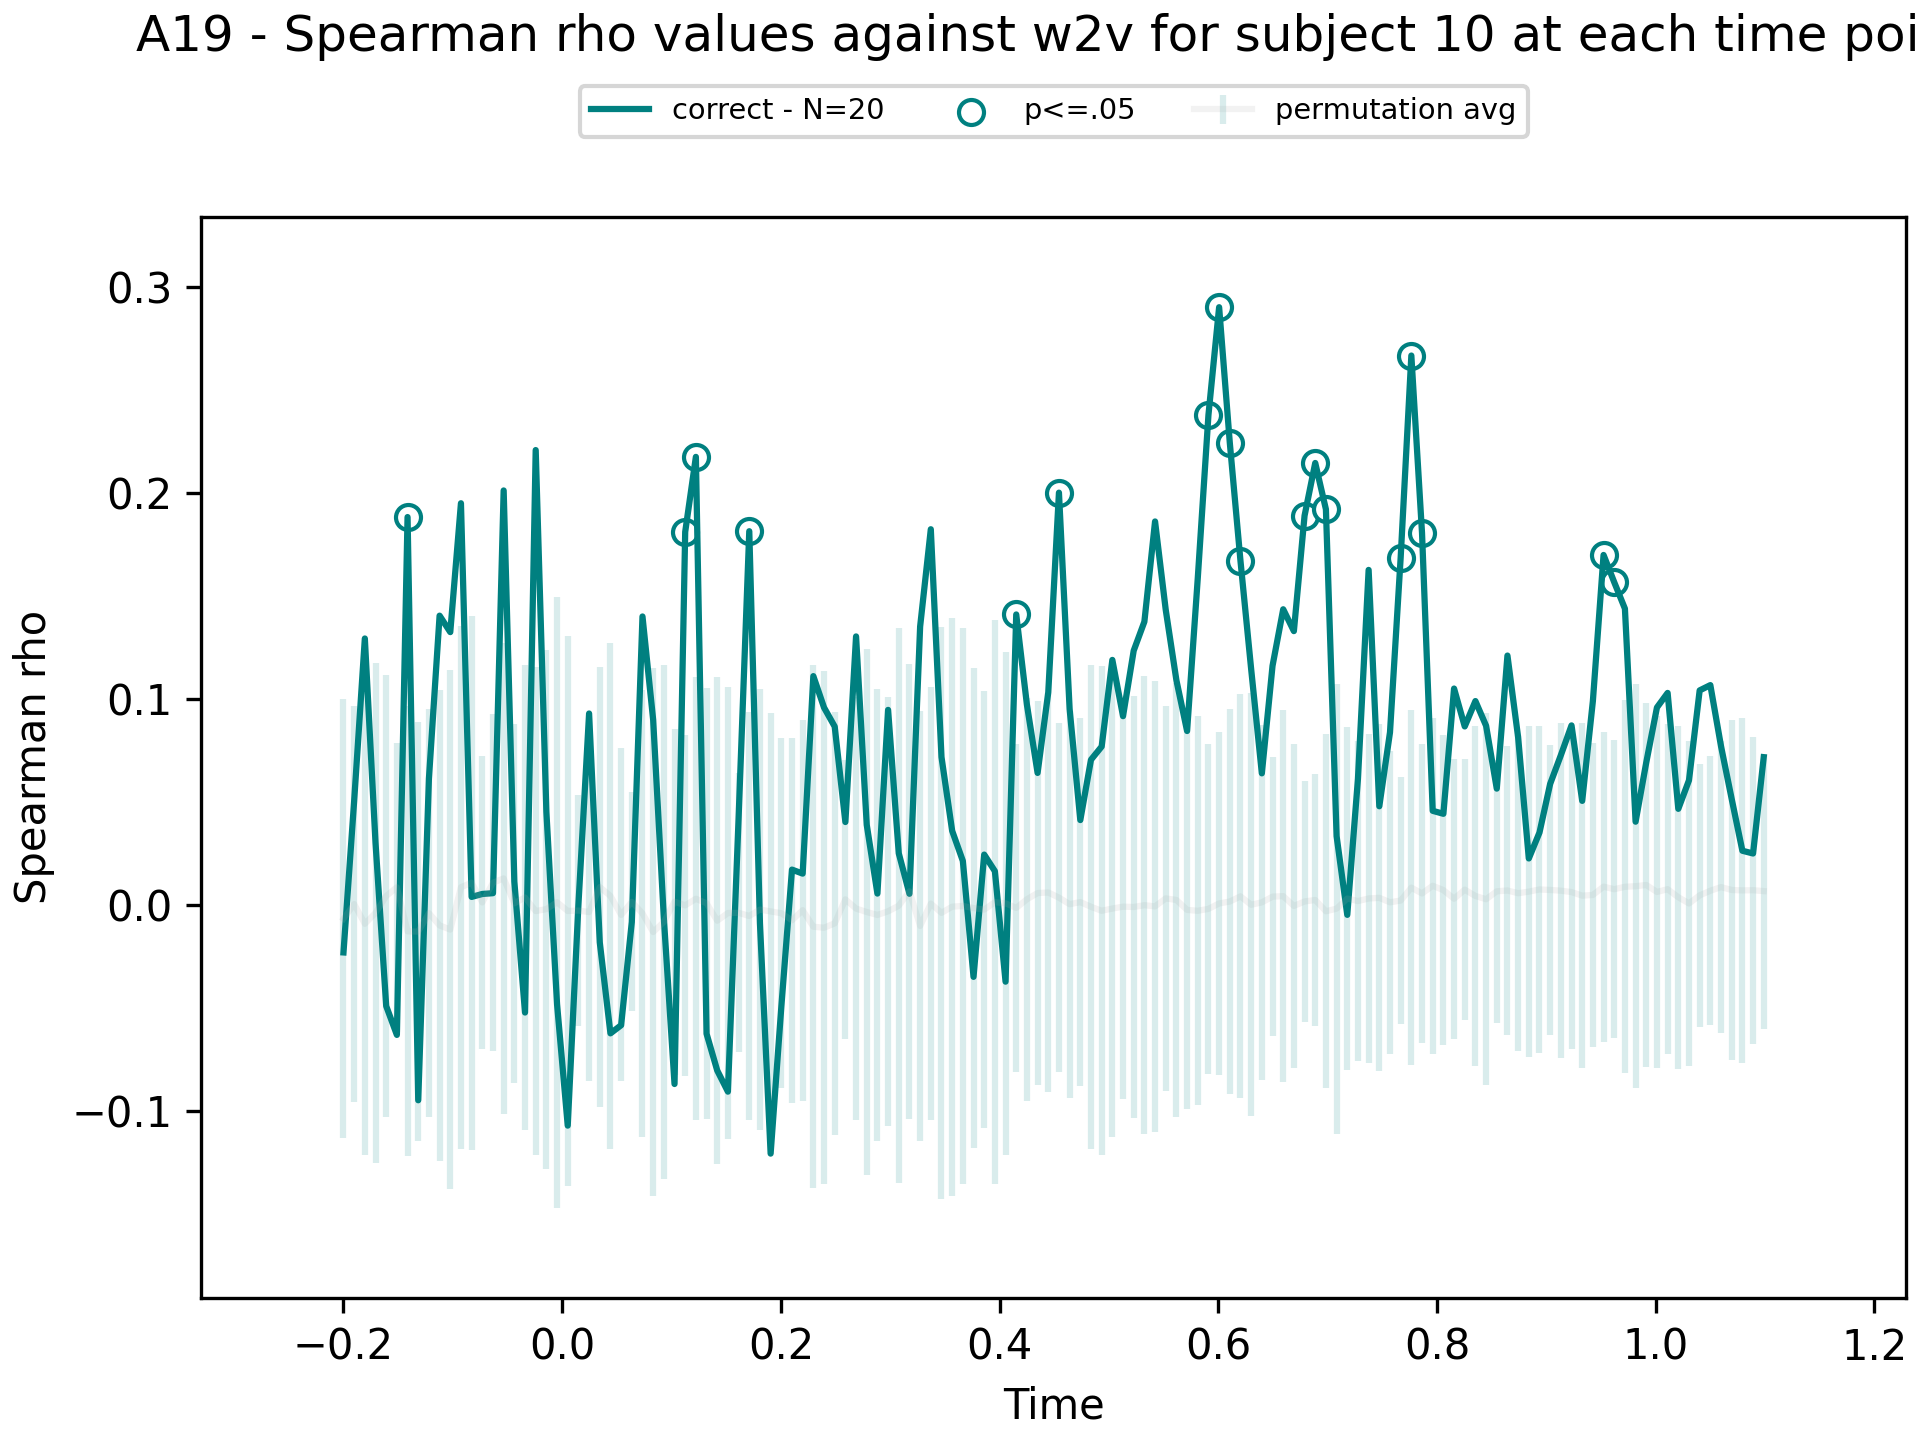 A19 - Spearman rho values against w2v for subject 10 at each time poi
correct - N=20 p<=.05 permutation avg
0.3
0.2
0.1
0.0
−0.1
Spearman rho
−0.2 0.0 0.2 0.4 0.6 0.8 1.0 1.2
Time